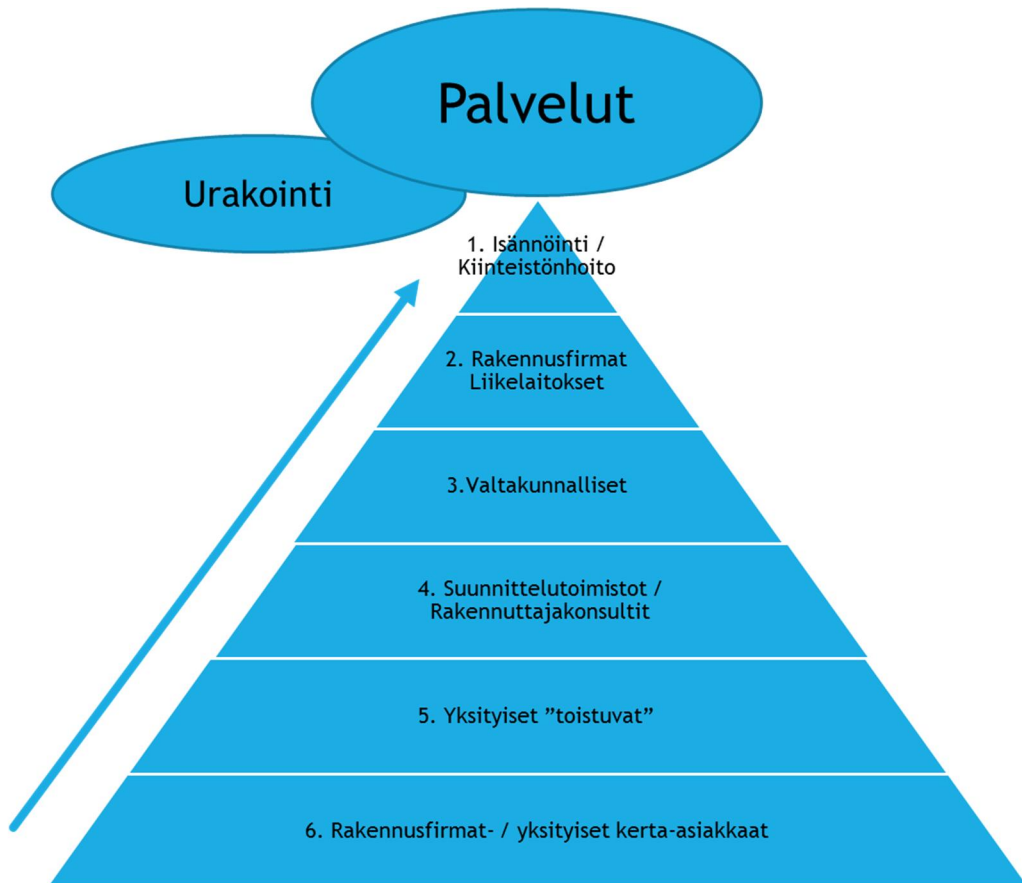 Palvelut
Urakointi
1. Isännöinti /
Kiinteistönhoito
2. Rakennusfirmat
Liikelaitokset
3.Valtakunnalliset
4. Suunnittelutoimistot /
Rakennuttajakonsultit
5. Yksityiset ”toistuvat”
6. Rakennusfirmat- / yksityiset kerta-asiakkaat